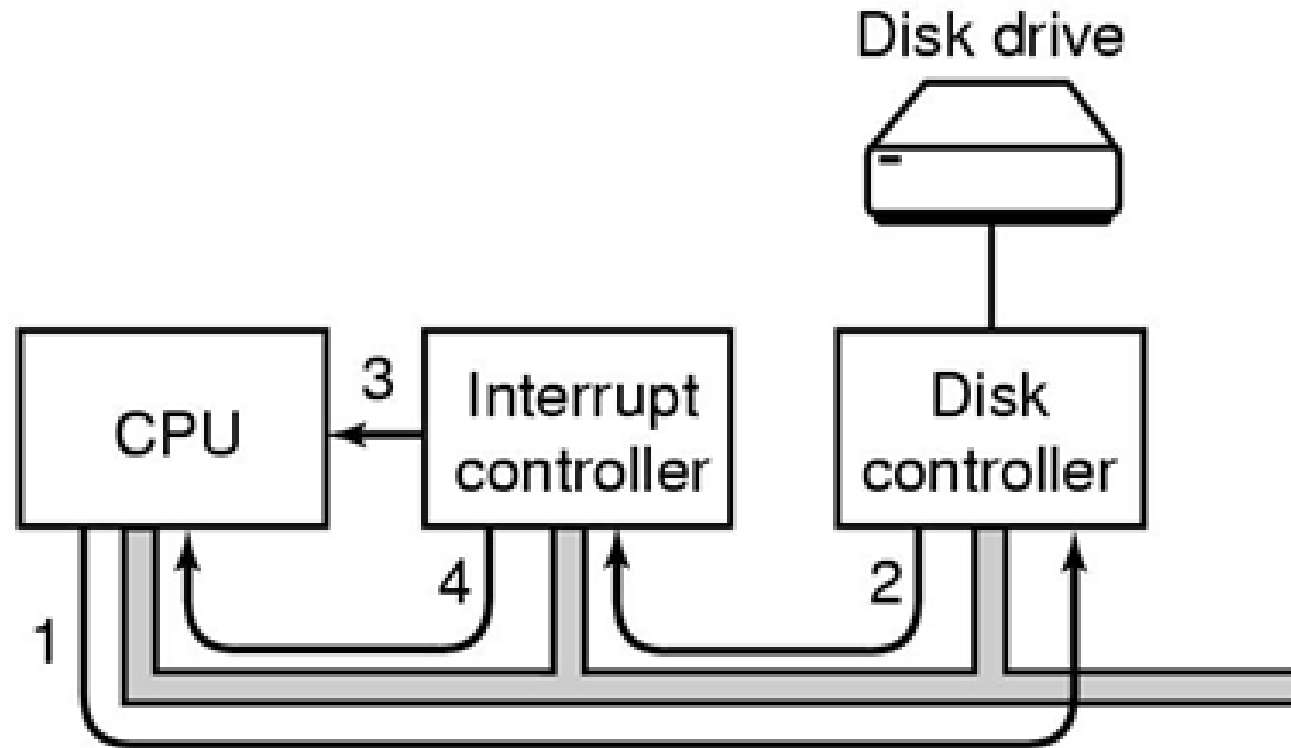 Disk drive
CPU
3
Interrupt
controller
Disk
controller
1
4
2